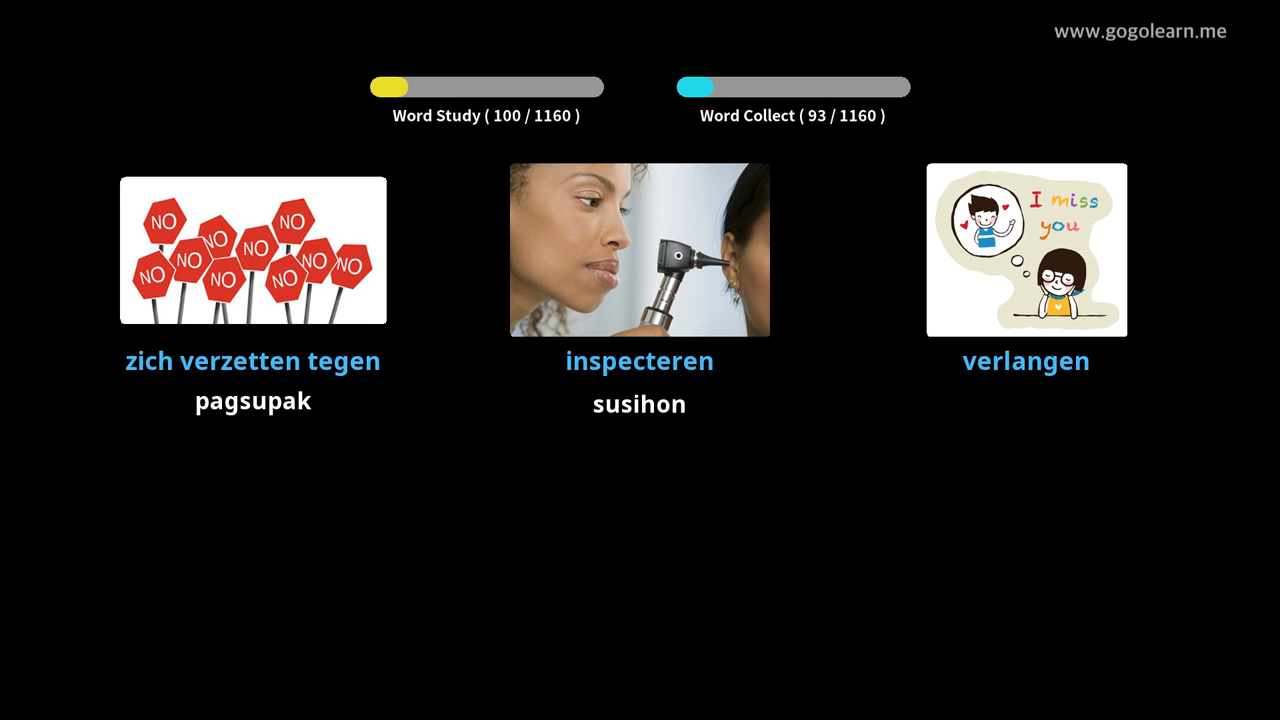 www.gogolearn.me
Word Study ( 100 / 1160 )
Word Collect ( 93 / 1160 )
NO
NO
NO
NO
NO
NO
NO
NO
NO
NO
I miss
you
zich verzetten tegen
inspecteren
verlangen
pagsupak
susihon